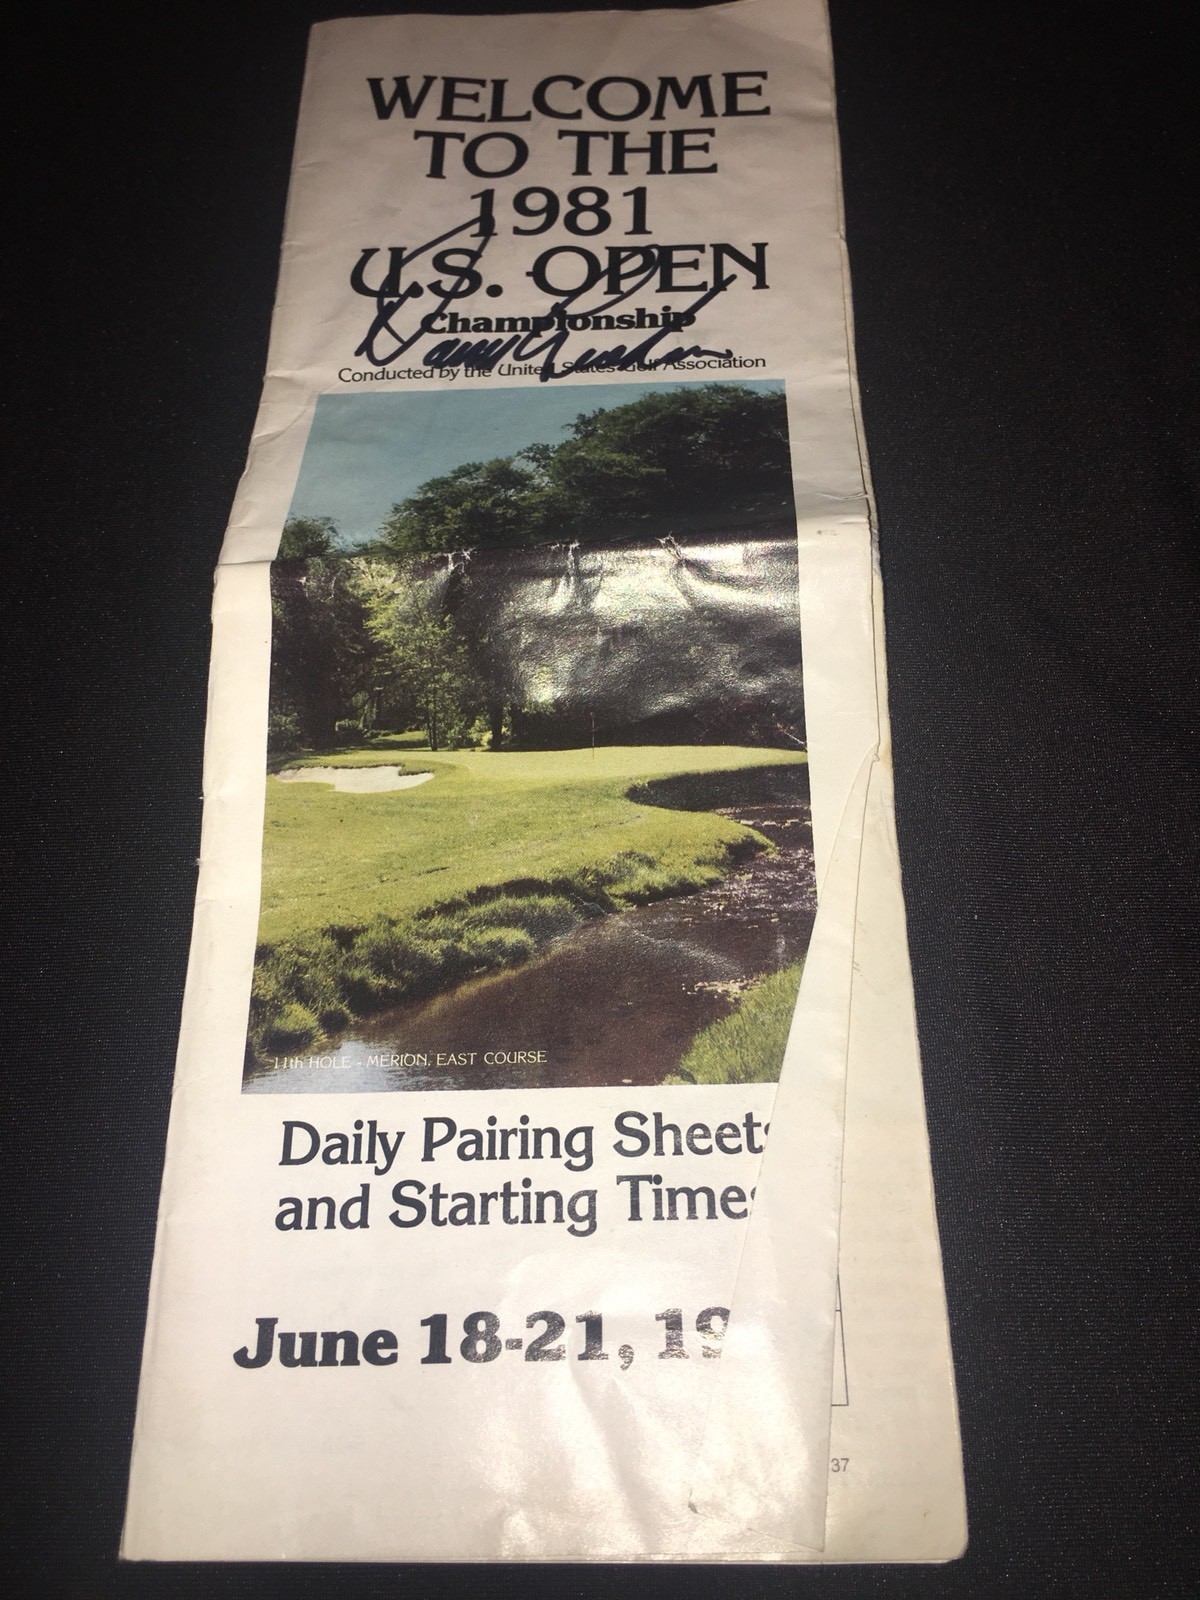 WELCOME
TO THE
1981
U.S. OPEN
Championship
Conducted by the United States Golf Association
11th HOLE - MERION, EAST COURSE
Daily Pairing Sheets
and Starting Times
June 18-21, 19
37